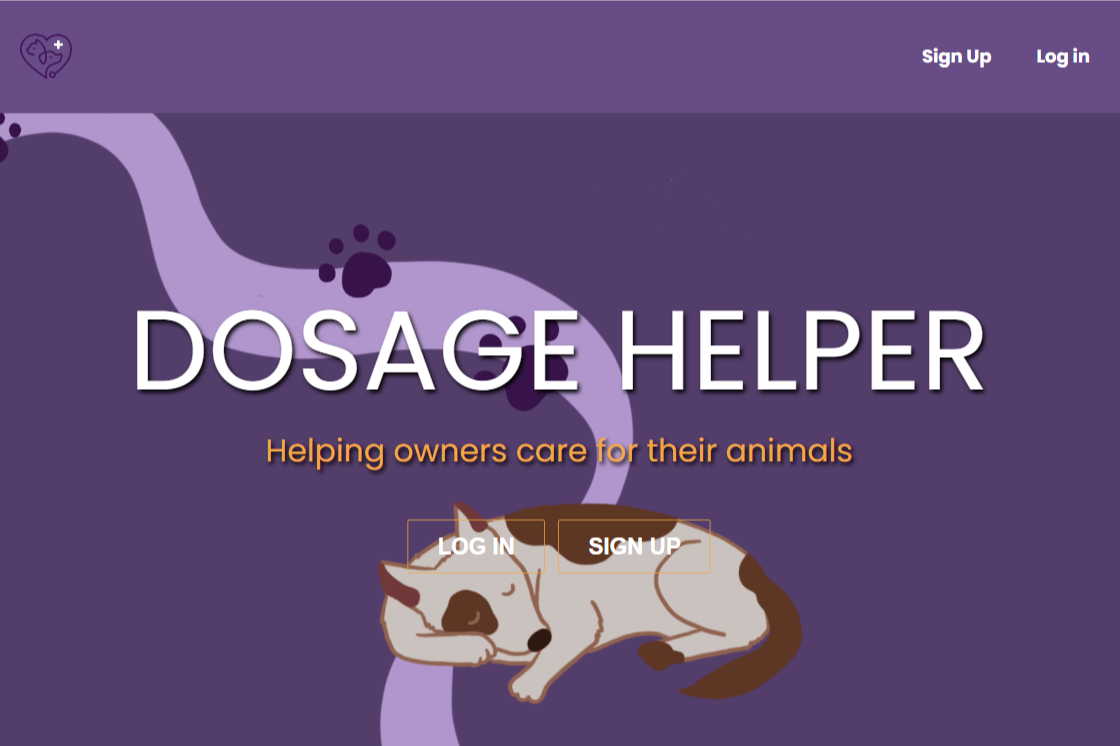 Sign Up
Log in
DOSAGE HELPER
Helping owners care for their animals
LOG IN
SIGN UP